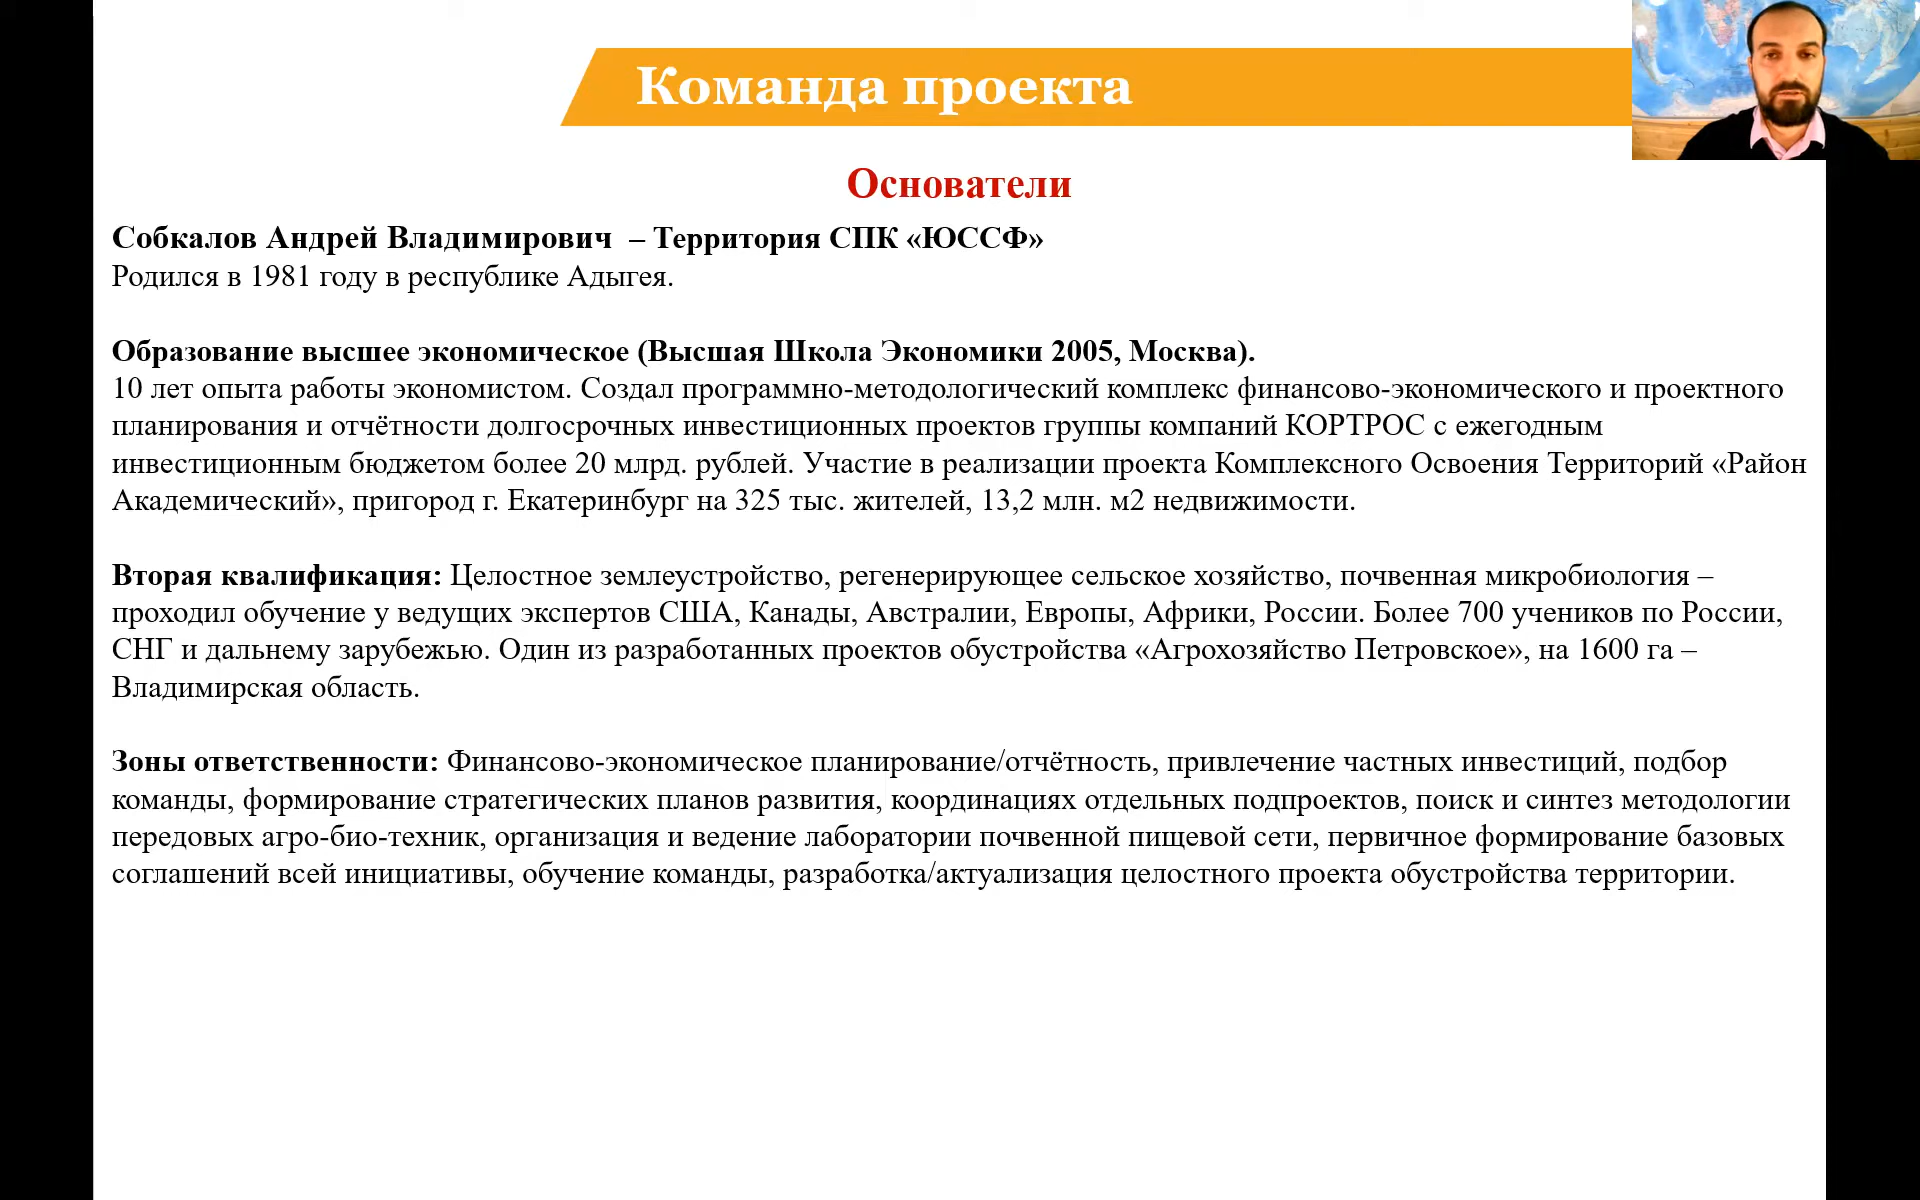 Команда проекта
Основатели
Собкалов Андрей Владимирович – Территория СПК «ЮССФ»
Родился в 1981 году в республике Адыгея.
Образование высшее экономическое (Высшая Школа Экономики 2005, Москва).
10 лет опыта работы экономистом. Создал программно-методологический комплекс финансово-экономического и проектного
планирования и отчётности долгосрочных инвестиционных проектов группы компаний КОРТРОС с ежегодным
инвестиционным бюджетом более 20 млрд. рублей. Участие в реализации проекта Комплексного Освоения Территорий «Район
Академический», пригород г. Екатеринбург на 325 тыс. жителей, 13,2 млн. м2 недвижимости.
Вторая квалификация: Целостное землеустройство, регенерирующее сельское хозяйство, почвенная микробиология –
проходил обучение у ведущих экспертов США, Канады, Австралии, Европы, Африки, России. Более 700 учеников по России,
СНГ и дальнему зарубежью. Один из разработанных проектов обустройства «Агрохозяйство Петровское», на 1600 га –
Владимирская область.
Зоны ответственности: Финансово-экономическое планирование/отчётность, привлечение частных инвестиций, подбор
команды, формирование стратегических планов развития, координациях отдельных подпроектов, поиск и синтез методологии
передовых агро-био-техник, организация и ведение лаборатории почвенной пищевой сети, первичное формирование базовых
соглашений всей инициативы, обучение команды, разработка/актуализация целостного проекта обустройства территории.